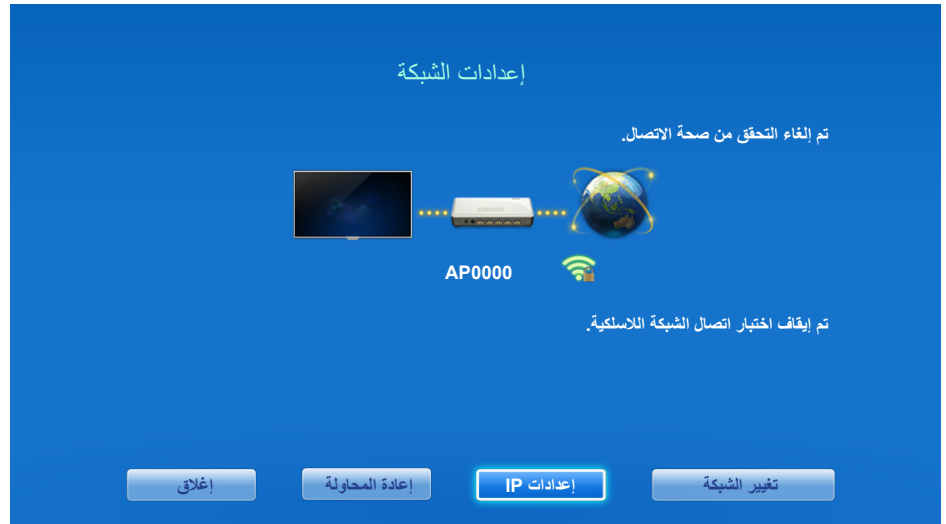 إعدادات الشبكة
تم إلغاء التحقق من صحة الاتصال.
SAMSUNG
AP0000
تم إيقاف اختبار اتصال الشبكة اللاسلكية.
تغيير الشبكة
إعدادات IP
إعادة المحاولة
إغلاق